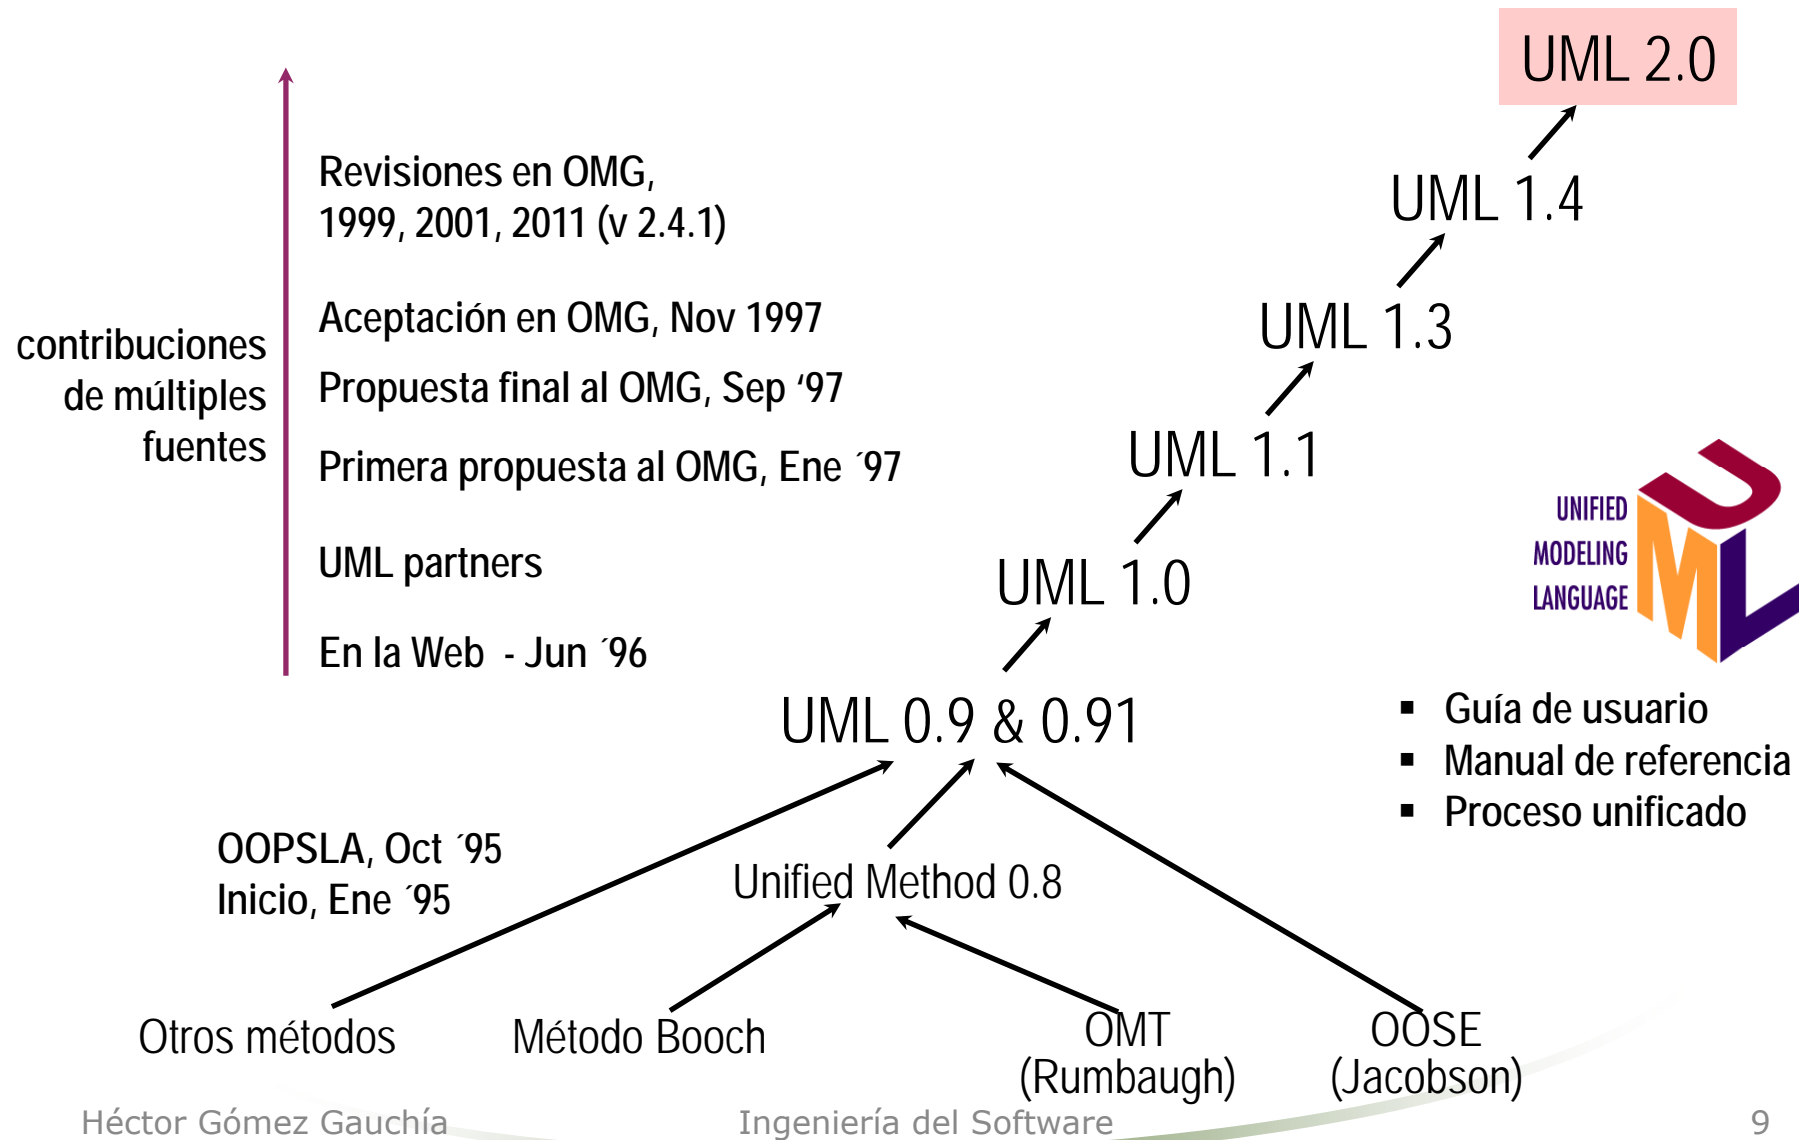 UML 2.0
Revisiones en OMG,
1999, 2001, 2011 (v 2.4.1)
UML 1.4
Aceptación en OMG, Nov 1997
UML 1.3
contribuciones
de múltiples
fuentes
Propuesta final al OMG, Sep ‘97
Primera propuesta al OMG, Ene ´97
UML 1.1
UML partners
UML 1.0
UNIFIED
MODELING
LANGUAGE
UML
En la Web - Jun ´96
UML 0.9 & 0.91
▪ Guía de usuario
▪ Manual de referencia
▪ Proceso unificado
OOPSLA, Oct ´95
Inicio, Ene ´95
Unified Method 0.8
Otros métodos
Método Booch
OMT
(Rumbaugh)
OOSE
(Jacobson)
Héctor Gómez Gauchía
Ingeniería del Software
9